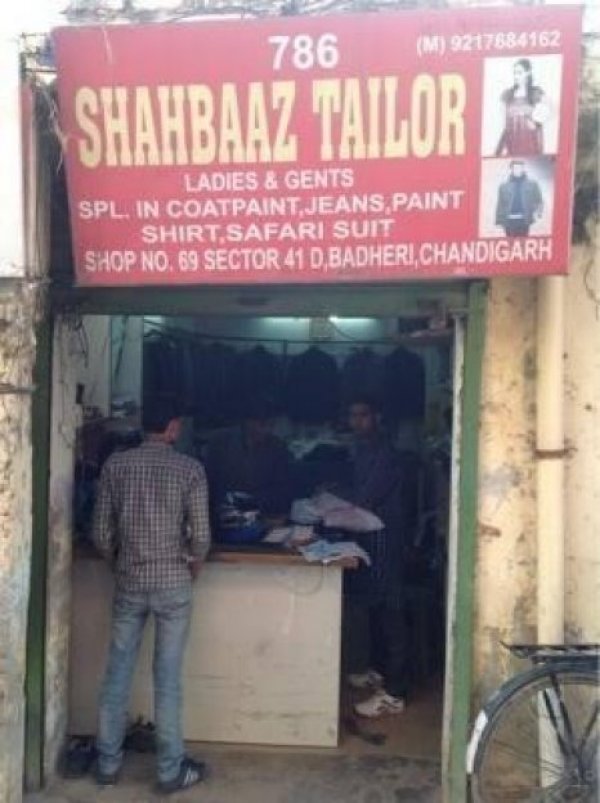 786
(M) 9217684162
SHAHBAAZ TAILOR
LADIES & GENTS
SPL. IN COATPAINT,JEANS,PAINT
SHIRT,SAFARI SUIT
SHOP NO. 69 SECTOR 41 D,BADHERI,CHANDIGARH